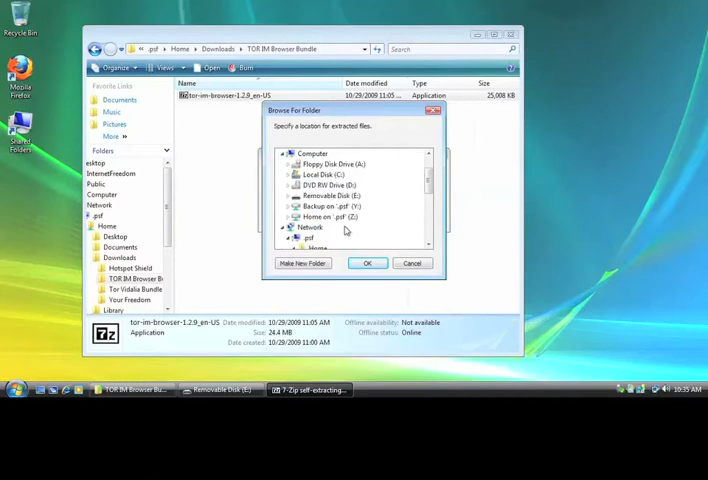 Recycle Bin
Mozilla
Firefox
Shared
Folders
.psf
Home
Downloads
TOR IM Browser Bundle
Search
Organize
Views
Open
Burn
Favorite Links
Documents
Music
Pictures
More »
Folders
esktop
InternetFreedom
Public
Computer
Network
.psf
Home
Desktop
Documents
Downloads
Hotspot Shield
TOR IM Browser B
Tor Vidalia Bundle
Your Freedom
Library
Name
Date modified
Type
Size
tor-im-browser-1.2.9_en-US
10/29/2009 11:05 ...
Application
25,008 KB
Browse For Folder
Specify a location for extracted files.
Computer
Floppy Disk Drive (A:)
Local Disk (C:)
DVD RW Drive (D:)
Removable Disk (E:)
Backup on '.psf' (Y:)
Home on '.psf' (Z:)
Network
.psf
Home
Make New Folder
OK
Cancel
tor-im-browser-1.2.9_en-US
Date modified: 10/29/2009 11:05 AM
Offline availability: Not available
Application
Size: 24.4 MB
Offline status: Online
Date created: 10/29/2009 11:00 AM
7z
TOR IM Browser Bu...
Removable Disk (E:)
7-Zip self-extracting...
10:35 AM